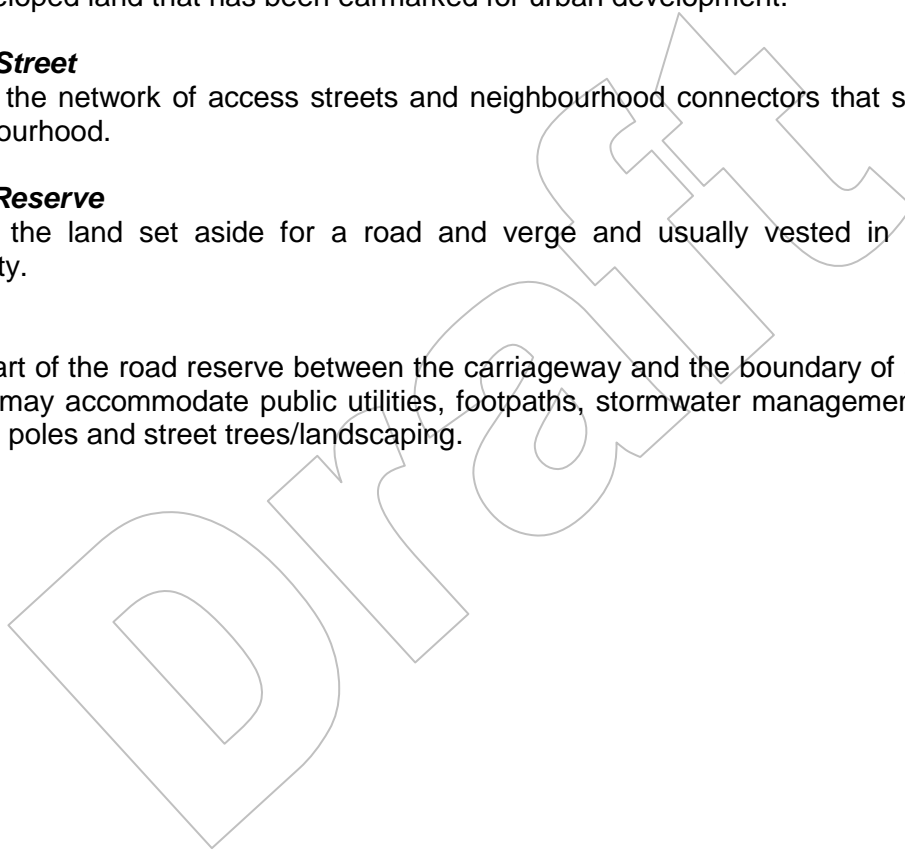 eloped land that has been earmarked for urban development.
Street
the network of access streets and neighbourhood connectors that s
ourhood.
Reserve
the land set aside for a road and verge and usually vested in
ty.
art of the road reserve between the carriageway and the boundary of
may accommodate public utilities, footpaths, stormwater managemen
poles and street trees/landscaping.
Draft